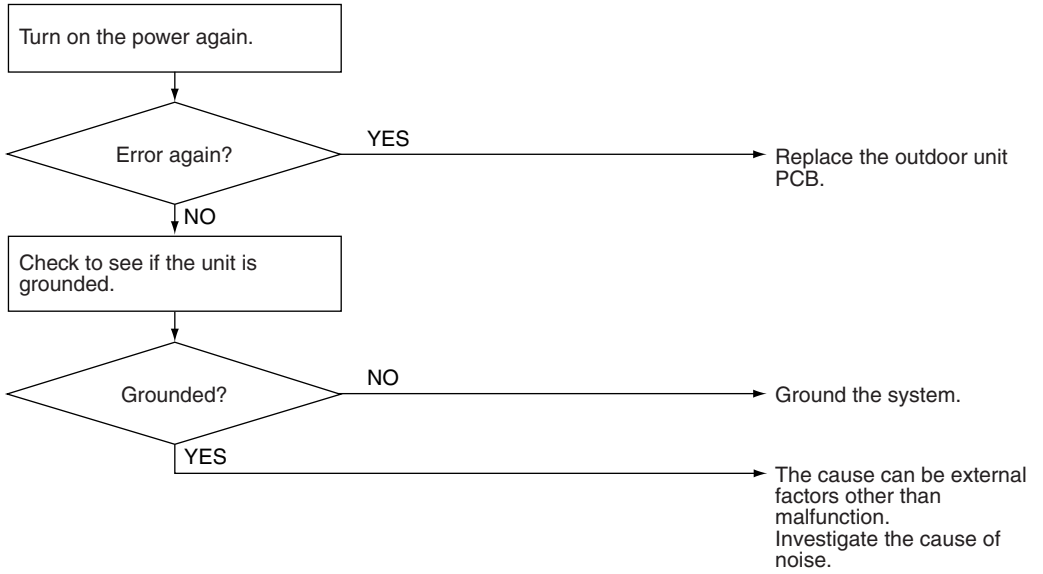 Turn on the power again.
Error again?
YES
Replace the outdoor unit
PCB.
NO
Check to see if the unit is
grounded.
Grounded?
NO
Ground the system.
YES
The cause can be external
factors other than
malfunction.
Investigate the cause of
noise.